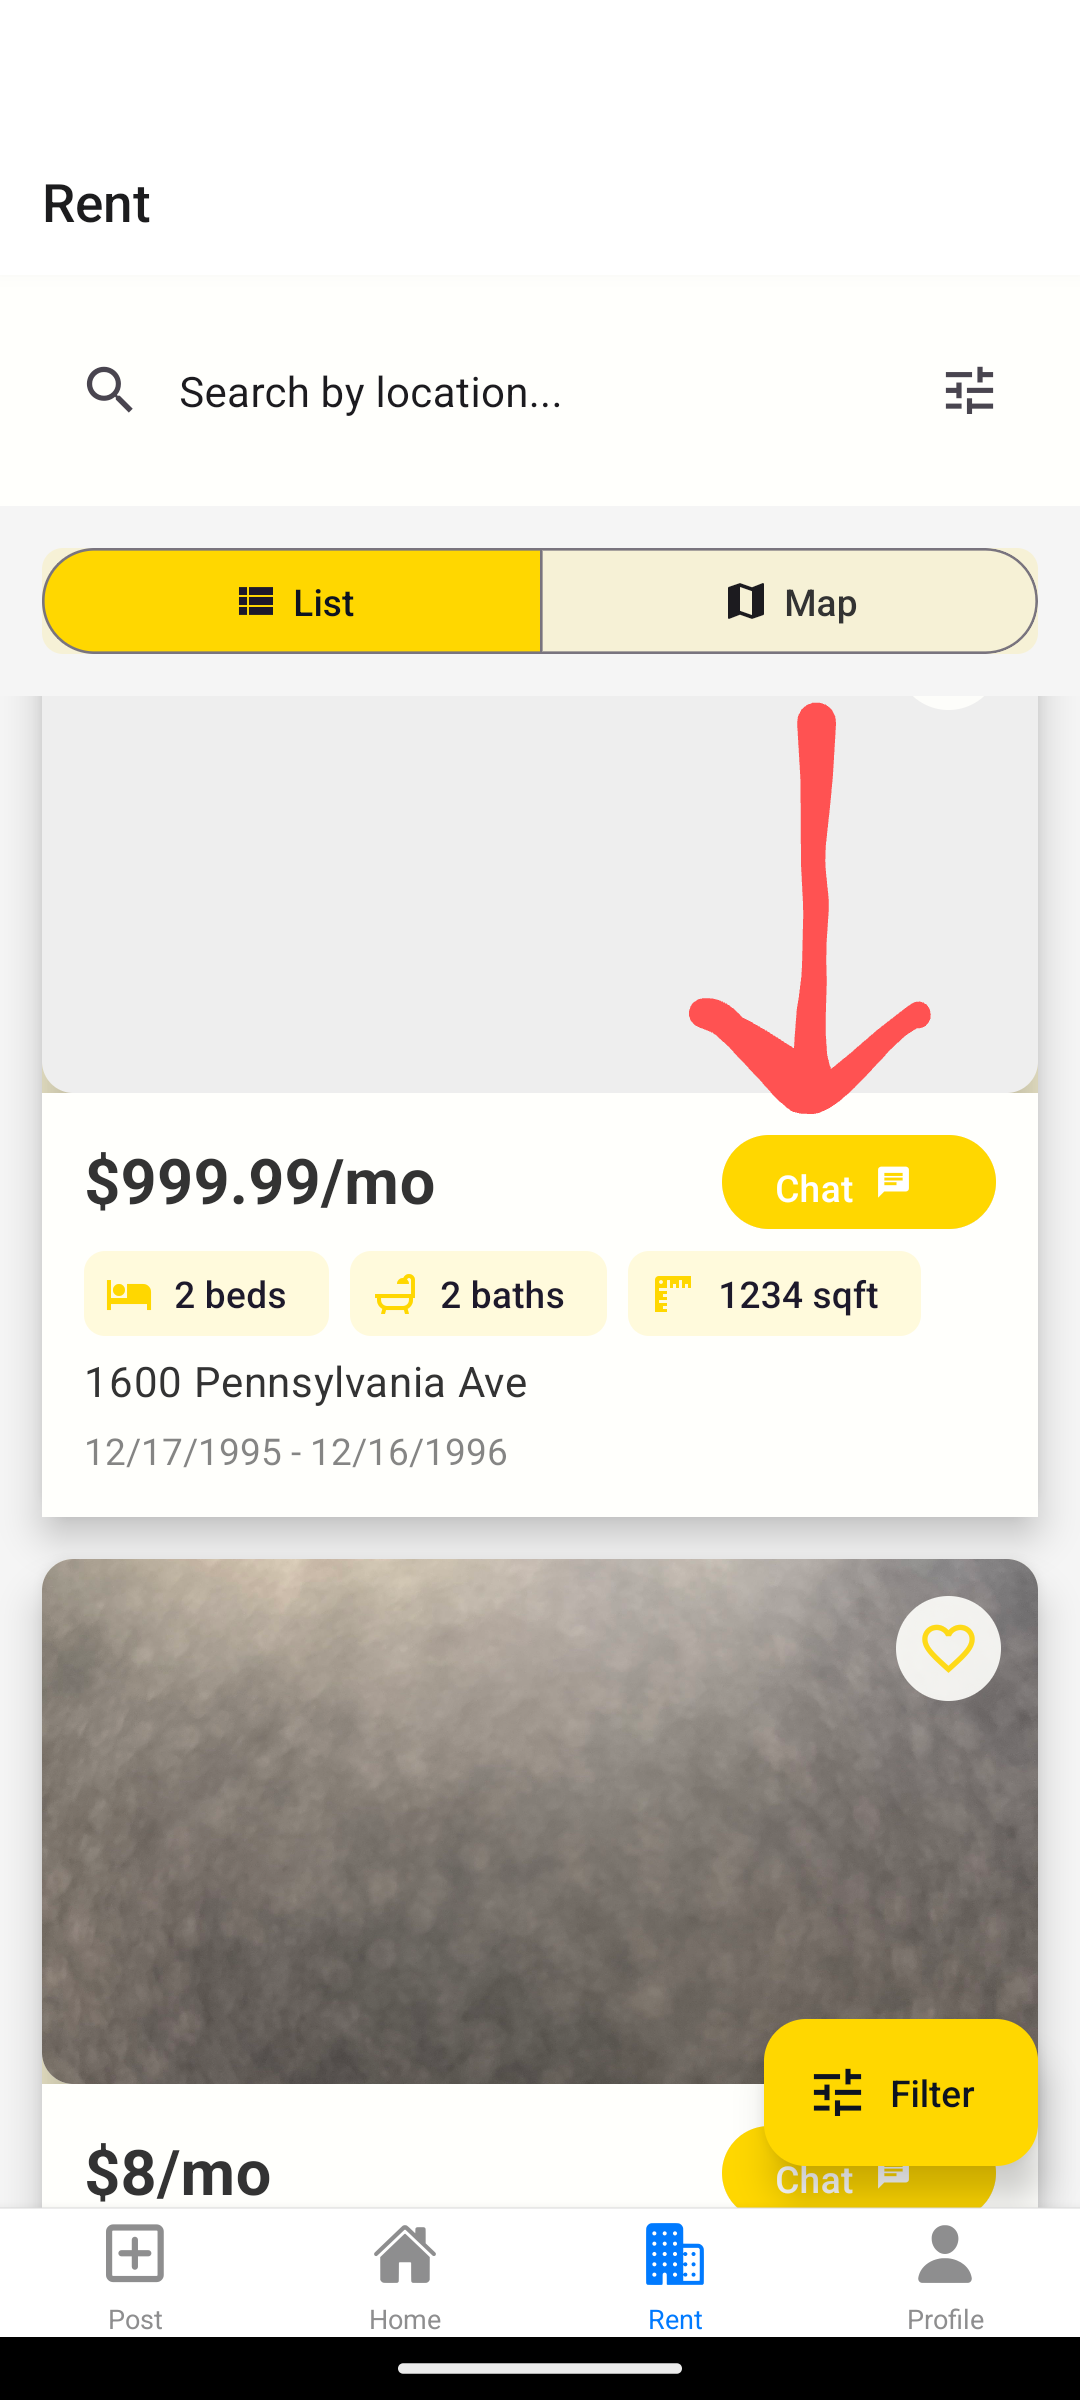 Rent
Search by location...
List Map
$999.99/mo Chat
2 beds 2 baths 1234 sqft
1600 Pennsylvania Ave
12/17/1995 - 12/16/1996
Filter
$8/mo Chat
Post Home Rent Profile